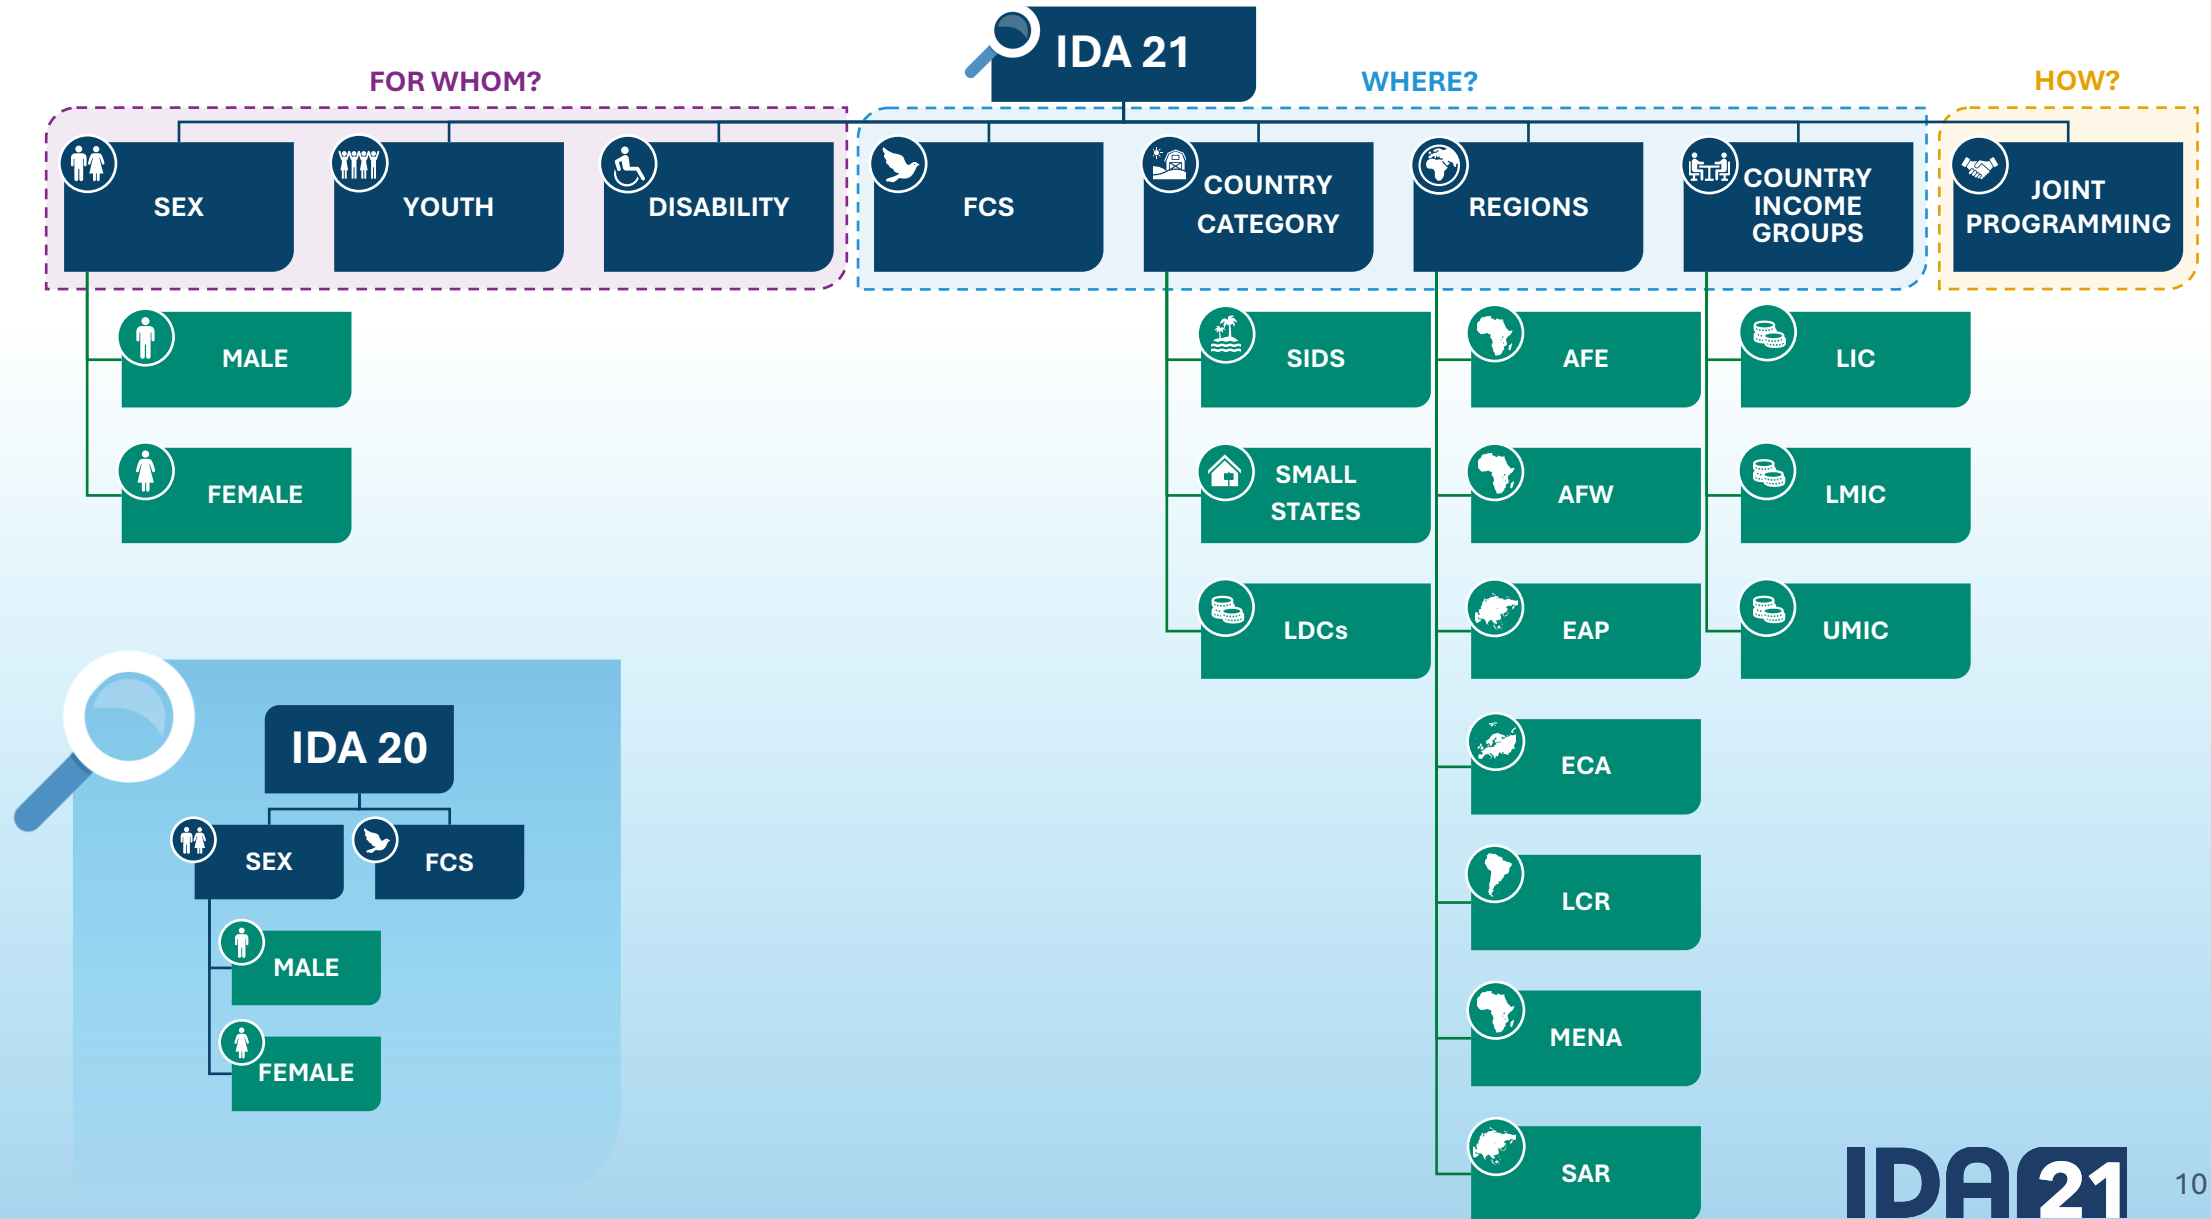 IDA 21
FOR WHOM?
WHERE?
HOW?
SEX
YOUTH
DISABILITY
FCS
COUNTRY
CATEGORY
REGIONS
COUNTRY
INCOME
GROUPS
JOINT
PROGRAMMING
MALE
FEMALE
SIDS
SMALL
STATES
LDCs
AFE
AFW
EAP
ECA
LCR
MENA
SAR
LIC
LMIC
UMIC
IDA 20
SEX
FCS
MALE
FEMALE
IDA21
10